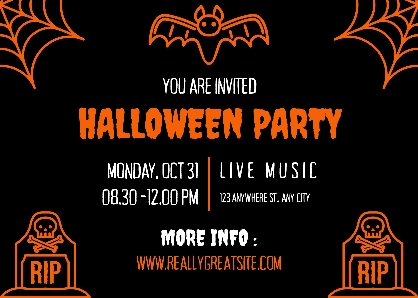 YOU ARE INVITED
HALLOWEEN PARTY
MONDAY, OCT 31
08.30 -12.00 PM
LIVE MUSIC
123 ANYWHERE ST. ANY CITY
MORE INFO :
WWW.REALLYGREATSITE.COM
RIP
RIP